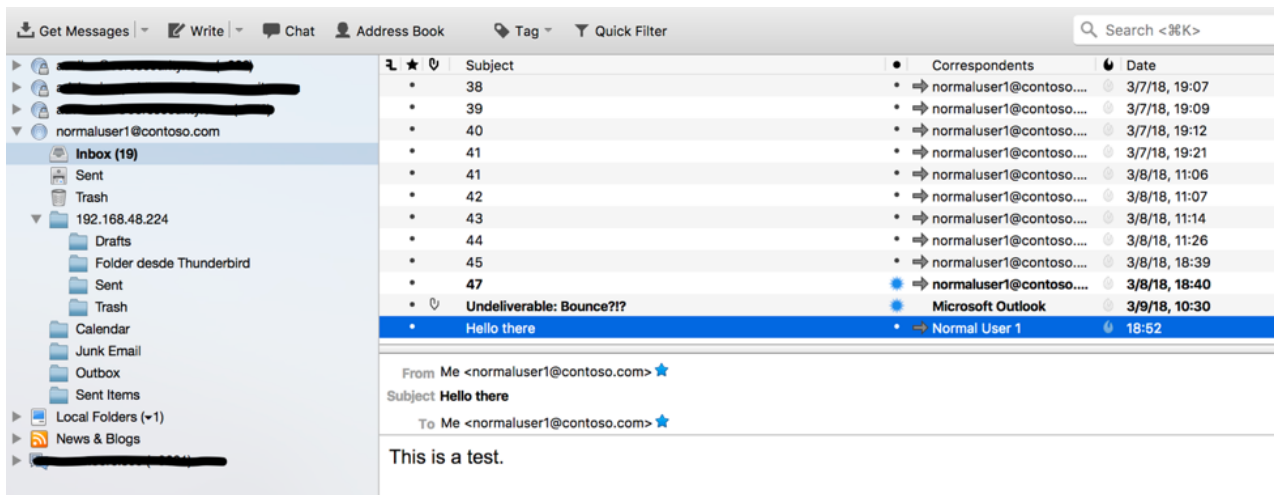 Get Messages Write Chat Address Book Tag Quick Filter Search <⌘K>
Subject Correspondents Date
38 normaluser1@contoso.... 3/7/18, 19:07
39 normaluser1@contoso.... 3/7/18, 19:09
40 normaluser1@contoso.... 3/7/18, 19:12
41 normaluser1@contoso.... 3/7/18, 19:21
41 normaluser1@contoso.... 3/8/18, 11:06
42 normaluser1@contoso.... 3/8/18, 11:07
43 normaluser1@contoso.... 3/8/18, 11:14
44 normaluser1@contoso.... 3/8/18, 11:26
45 normaluser1@contoso.... 3/8/18, 18:39
47 normaluser1@contoso.... 3/8/18, 18:40
Undeliverable: Bounce?!? Microsoft Outlook 3/9/18, 10:30
Hello there Normal User 1 18:52
normaluser1@contoso.com
Inbox (19)
Sent
Trash
192.168.48.224
Drafts
Folder desde Thunderbird
Sent
Trash
Calendar
Junk Email
Outbox
Sent Items
Local Folders (▾1)
News & Blogs
From Me <normaluser1@contoso.com>
Subject Hello there
To Me <normaluser1@contoso.com>
This is a test.